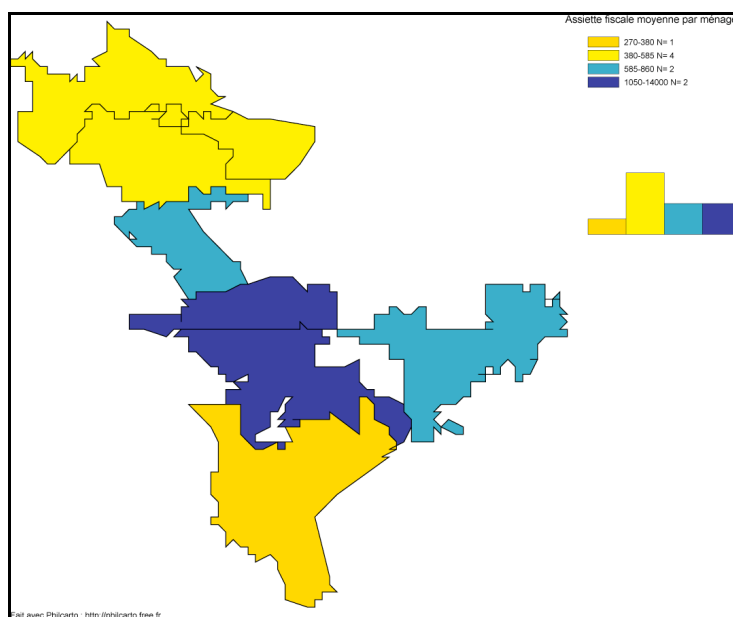 Assiette fiscale moyenne par ménage
270-380 N= 1
380-585 N= 4
585-860 N= 2
1050-14000 N= 2
Fait avec Philcarto : http://philcarto.free.fr